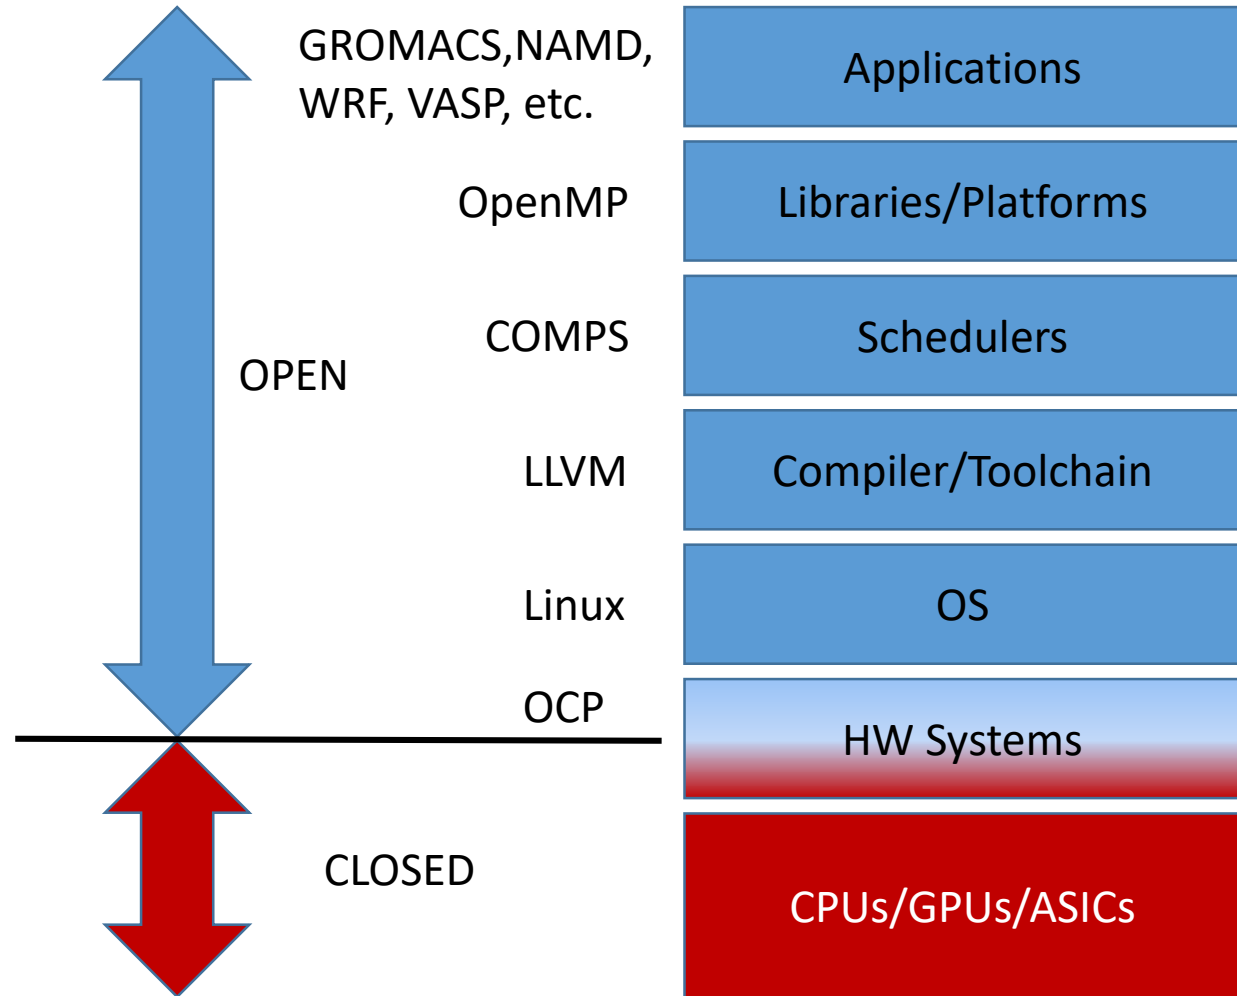 GROMACS,NAMD,
WRF, VASP, etc.
Applications
OpenMP
Libraries/Platforms
COMPS
Schedulers
OPEN
LLVM
Compiler/Toolchain
Linux
OS
OCP
HW Systems
CLOSED
CPUs/GPUs/ASICs